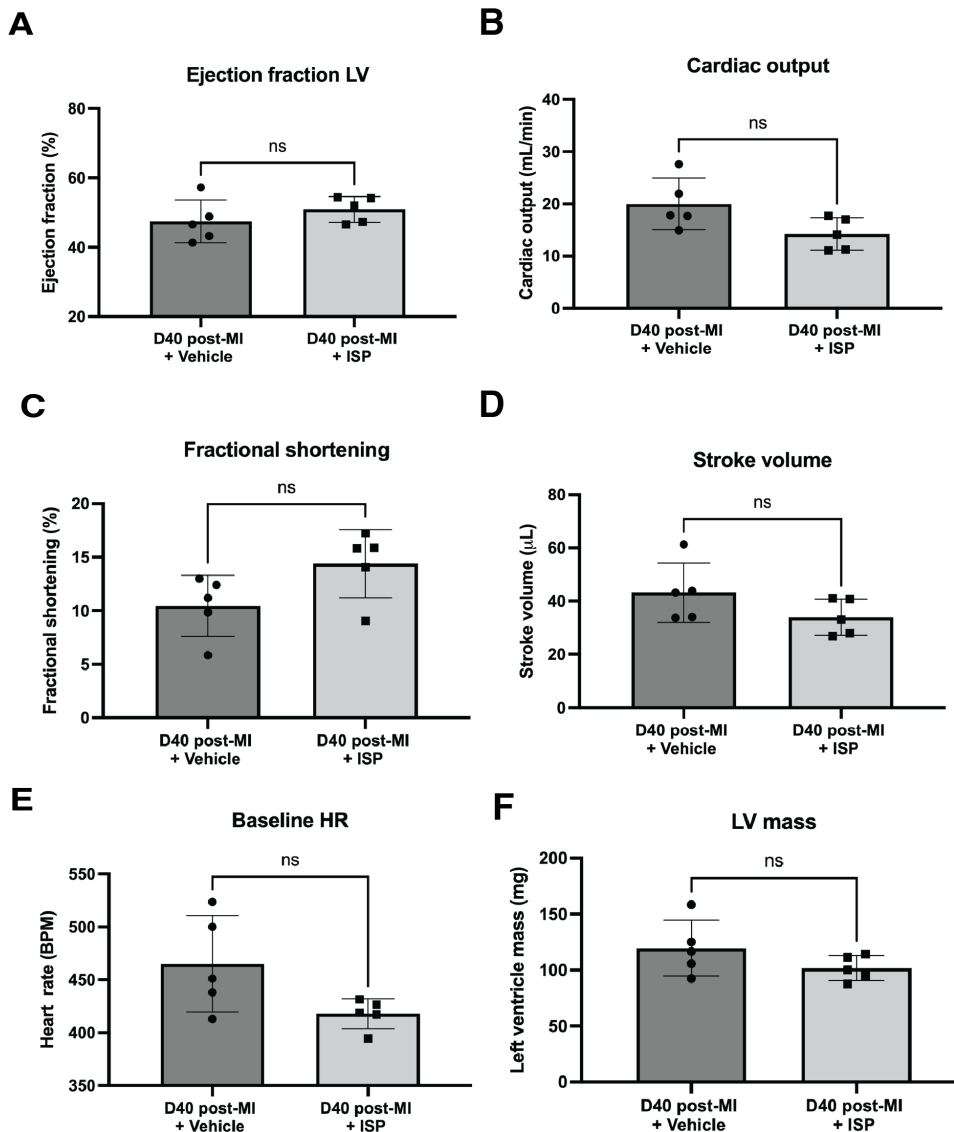 A
Ejection fraction LV
Ejection fraction (%)
80
60
40
20
ns
D40 post-MI
+ Vehicle
D40 post-MI
+ ISP
B
Cardiac output
Cardiac output (mL/min)
40
30
20
10
0
ns
D40 post-MI
+ Vehicle
D40 post-MI
+ ISP
C
Fractional shortening
Fractional shortening (%)
20
15
10
5
0
ns
D40 post-MI
+ Vehicle
D40 post-MI
+ ISP
D
Stroke volume
Stroke volume (µL)
80
60
40
20
0
ns
D40 post-MI
+ Vehicle
D40 post-MI
+ ISP
E
Baseline HR
Heart rate (BPM)
550
500
450
400
350
ns
D40 post-MI
+ Vehicle
D40 post-MI
+ ISP
F
LV mass
Left ventricle mass (mg)
200
150
100
50
0
ns
D40 post-MI
+ Vehicle
D40 post-MI
+ ISP